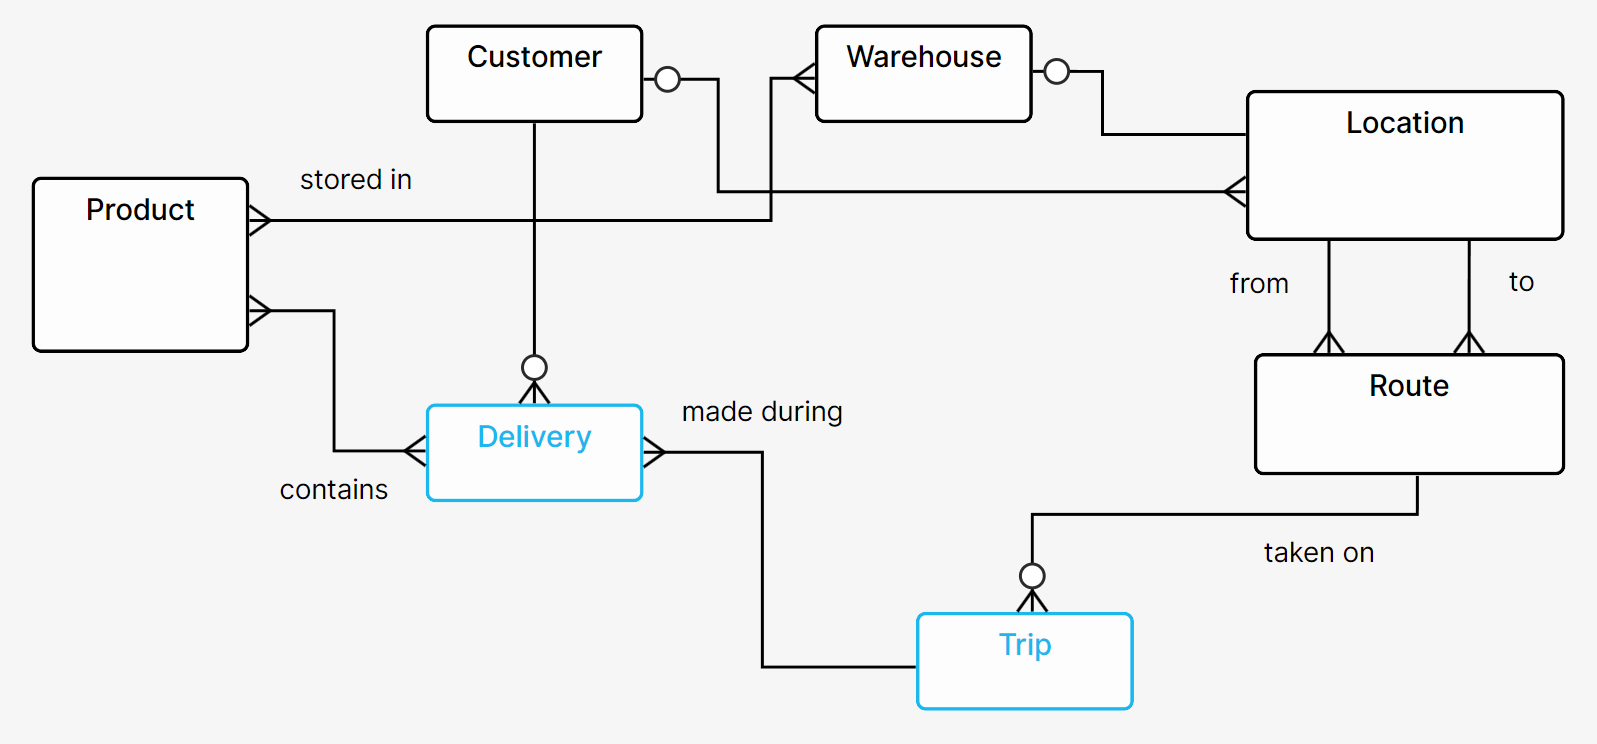 Customer
Warehouse
Location
stored in
Product
from
to
Route
made during
Delivery
contains
taken on
Trip